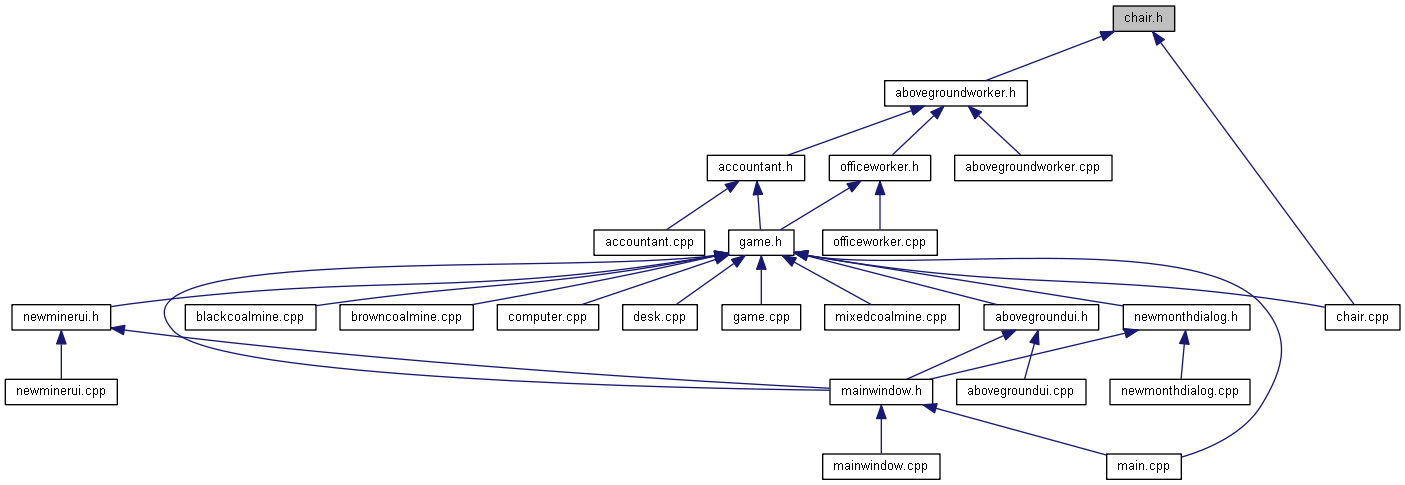 chair.h
abovegroundworker.h
accountant.h
officeworker.h
abovegroundworker.cpp
accountant.cpp
game.h
officeworker.cpp
newminerui.h
blackcoalmine.cpp
browncoalmine.cpp
computer.cpp
desk.cpp
game.cpp
mixedcoalmine.cpp
abovegroundui.h
newmonthdialog.h
chair.cpp
newminerui.cpp
mainwindow.h
abovegroundui.cpp
newmonthdialog.cpp
mainwindow.cpp
main.cpp